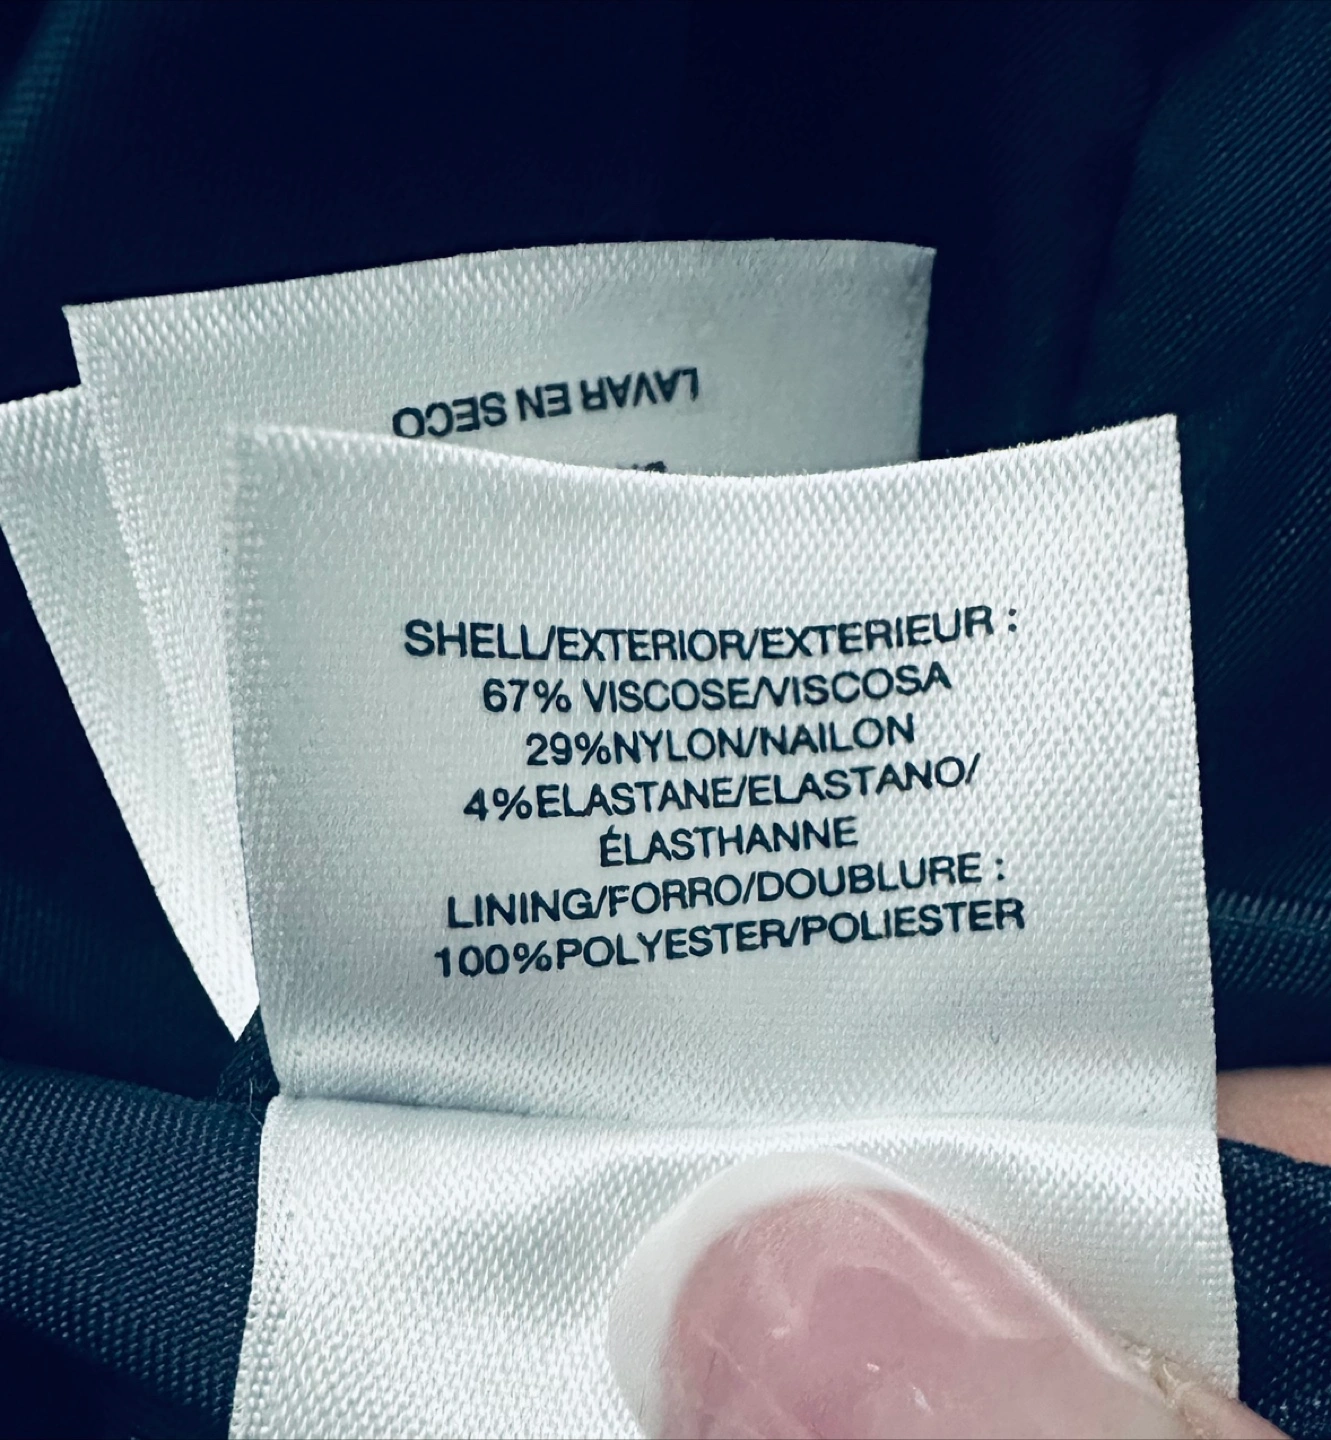 LAVAR EN SECO
SHELL/EXTERIOR/EXTERIEUR :
67% VISCOSE/VISCOSA
29%NYLON/NAILON
4%ELASTANE/ELASTANO/
ÉLASTHANNE
LINING/FORRO/DOUBLURE :
100%POLYESTER/POLIESTER